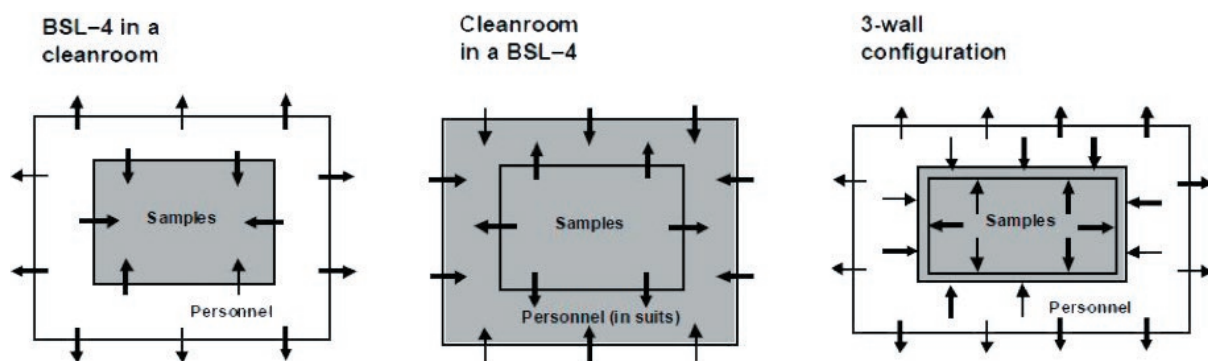 BSL–4 in a
cleanroom
Samples
Personnel
Cleanroom
in a BSL–4
Samples
Personnel (in suits)
3-wall
configuration
Samples
Personnel